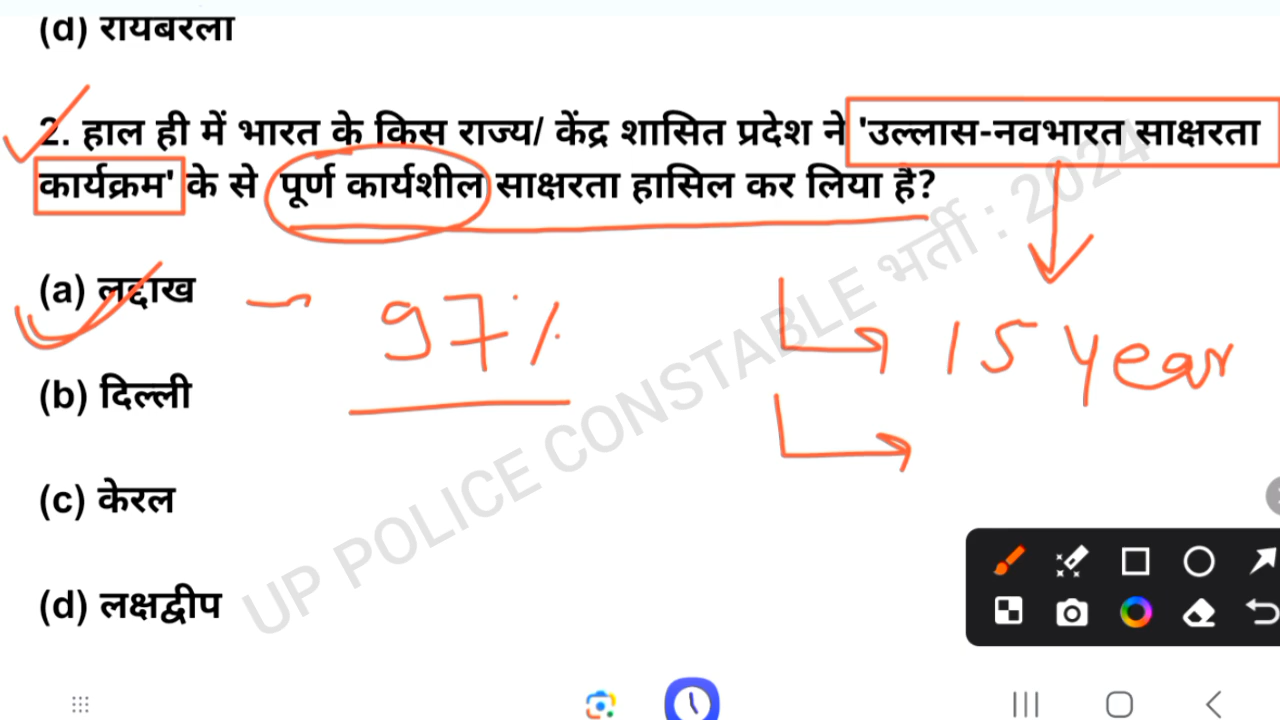 (d) रायबरेली
2. हाल ही में भारत के किस राज्य/ केंद्र शासित प्रदेश ने 'उल्लास-नवभारत साक्षरता
कार्यक्रम' के से पूर्ण कार्यशील साक्षरता हासिल कर लिया है?
(a) लद्दाख
97%
15 year
(b) दिल्ली
(c) केरल
(d) लक्षद्वीप
UP POLICE CONSTABLE भर्ती : 2024